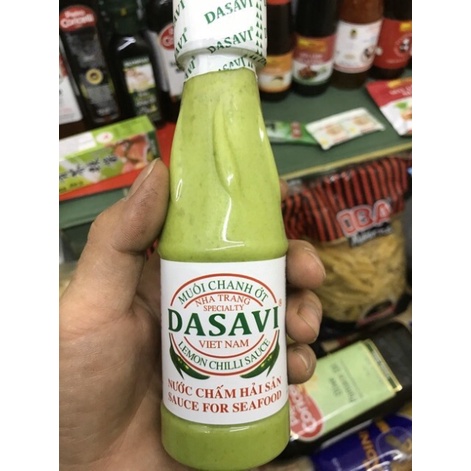 DASAVI
MUỐI CHANH ỚT
NHA TRANG
SPECIALTY
DASAVI®
VIET NAM
LEMON CHILLI SAUCE
NƯỚC CHẤM HẢI SẢN
SAUCE FOR SEAFOOD
OBA